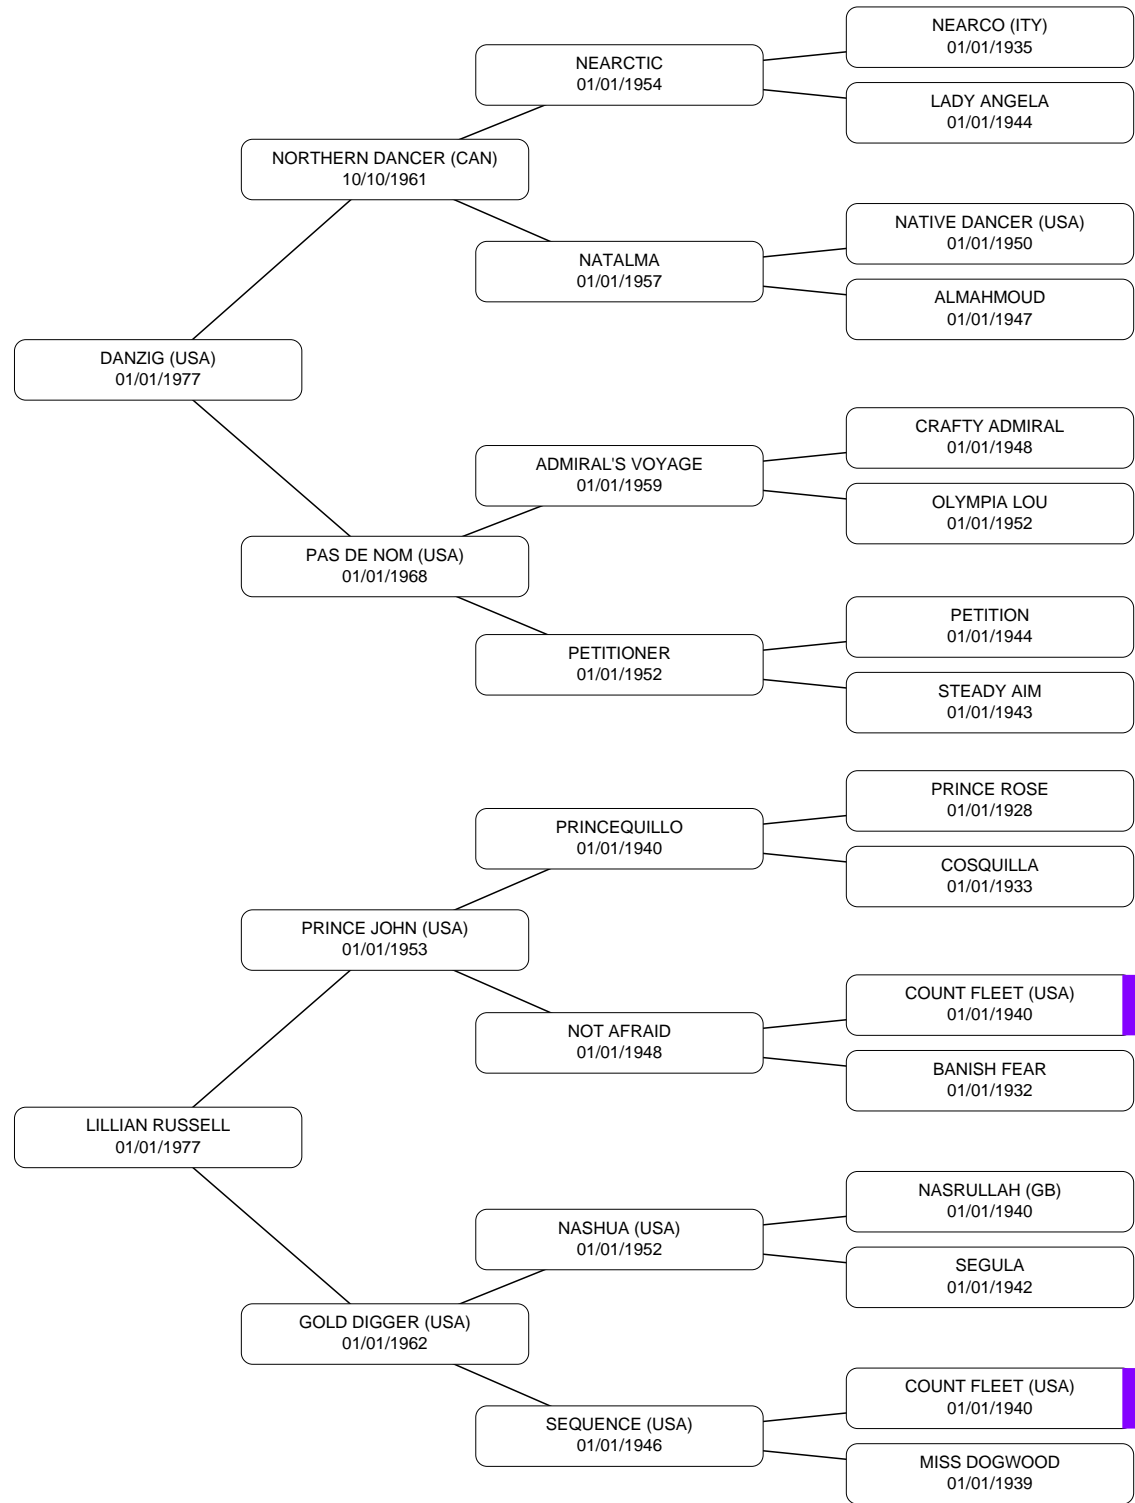 NEARCO (ITY)
01/01/1935
NEARCTIC
01/01/1954
LADY ANGELA
01/01/1944
NORTHERN DANCER (CAN)
10/10/1961
NATIVE DANCER (USA)
01/01/1950
NATALMA
01/01/1957
ALMAHMOUD
01/01/1947
DANZIG (USA)
01/01/1977
CRAFTY ADMIRAL
01/01/1948
ADMIRAL'S VOYAGE
01/01/1959
OLYMPIA LOU
01/01/1952
PAS DE NOM (USA)
01/01/1968
PETITION
01/01/1944
PETITIONER
01/01/1952
STEADY AIM
01/01/1943
PRINCE ROSE
01/01/1928
PRINCEQUILLO
01/01/1940
COSQUILLA
01/01/1933
PRINCE JOHN (USA)
01/01/1953
COUNT FLEET (USA)
01/01/1940
NOT AFRAID
01/01/1948
BANISH FEAR
01/01/1932
LILLIAN RUSSELL
01/01/1977
NASRULLAH (GB)
01/01/1940
NASHUA (USA)
01/01/1952
SEGULA
01/01/1942
GOLD DIGGER (USA)
01/01/1962
COUNT FLEET (USA)
01/01/1940
SEQUENCE (USA)
01/01/1946
MISS DOGWOOD
01/01/1939